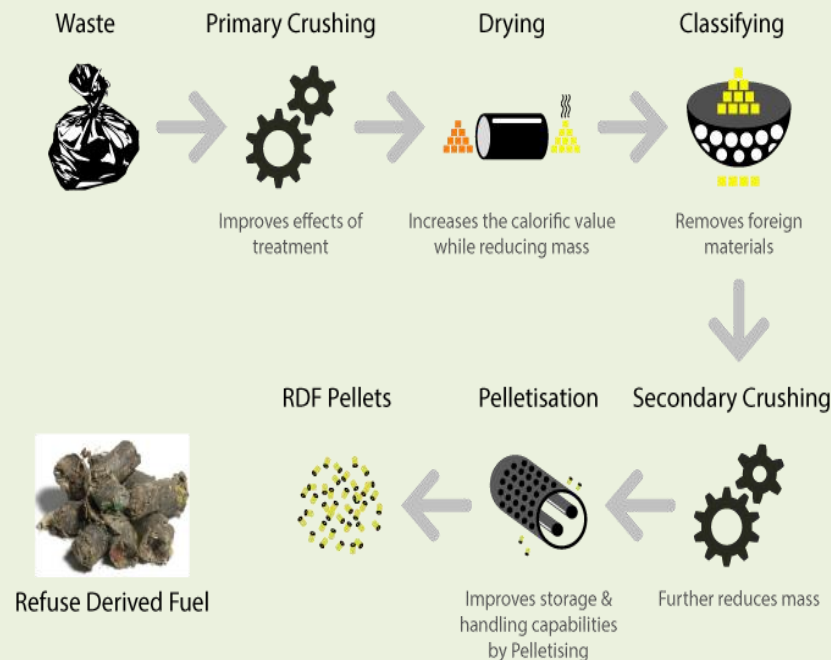 Waste
Primary Crushing
Drying
Classifying
Improves effects of
treatment
Increases the calorific value
while reducing mass
Removes foreign
materials
RDF Pellets
Pelletisation
Secondary Crushing
Refuse Derived Fuel
Improves storage &
handling capabilities
by Pelletising
Further reduces mass